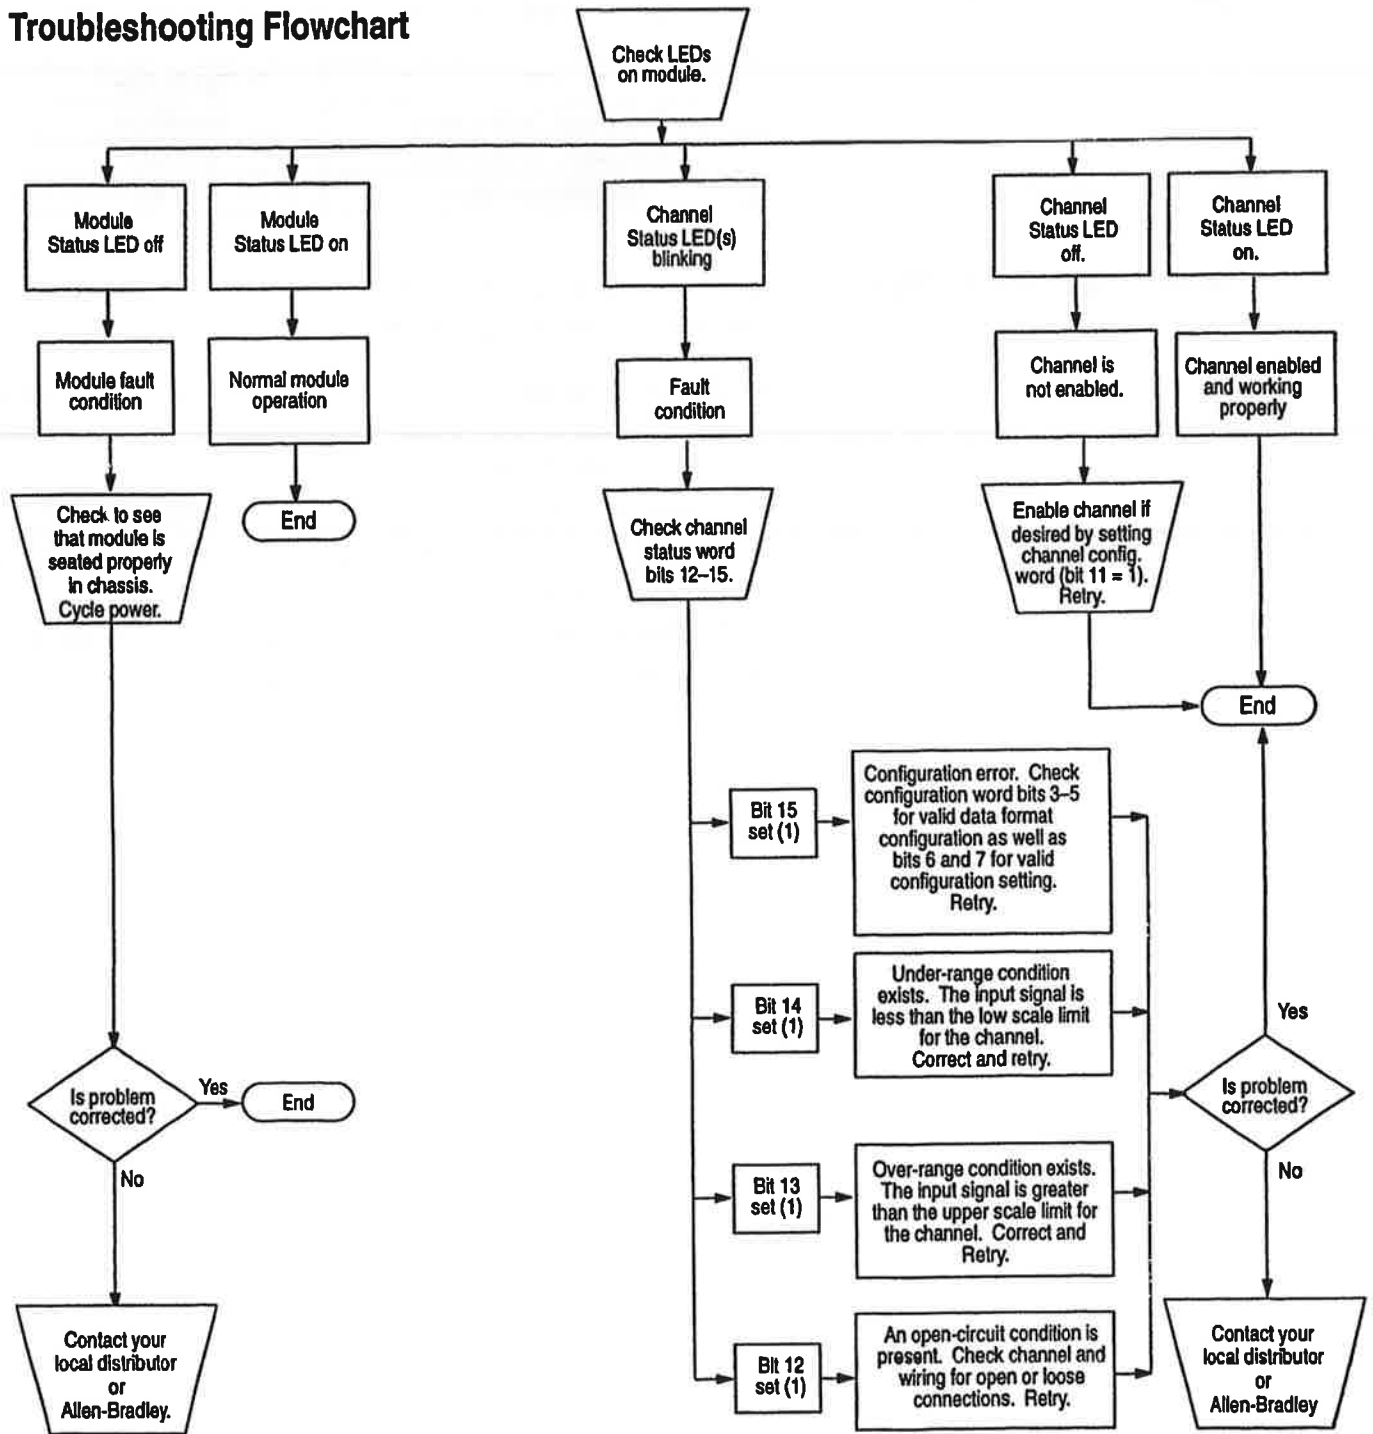 Troubleshooting Flowchart
Check LEDs
on module.
Module
Status LED off
Module
Status LED on
Channel
Status LED(s)
blinking
Channel
Status LED
off.
Channel
Status LED
on.
Module fault
condition
Normal module
operation
Fault
condition
Channel is
not enabled.
Channel enabled
and working
properly
Check to see
that module is
seated properly
in chassis.
Cycle power.
End
Check channel
status word
bits 12–15.
Enable channel if
desired by setting
channel config.
word (bit 11 = 1).
Retry.
End
Bit 15
set (1)
Configuration error. Check
configuration word bits 3–5
for valid data format
configuration as well as
bits 6 and 7 for valid
configuration setting.
Retry.
Bit 14
set (1)
Under-range condition
exists. The input signal is
less than the low scale limit
for the channel.
Correct and retry.
Yes
Is problem
corrected?
Yes
End
Is problem
corrected?
No
No
Bit 13
set (1)
Over-range condition exists.
The input signal is greater
than the upper scale limit for
the channel. Correct and
Retry.
Bit 12
set (1)
An open-circuit condition is
present. Check channel and
wiring for open or loose
connections. Retry.
Contact your
local distributor
or
Allen-Bradley.
Contact your
local distributor
or
Allen-Bradley